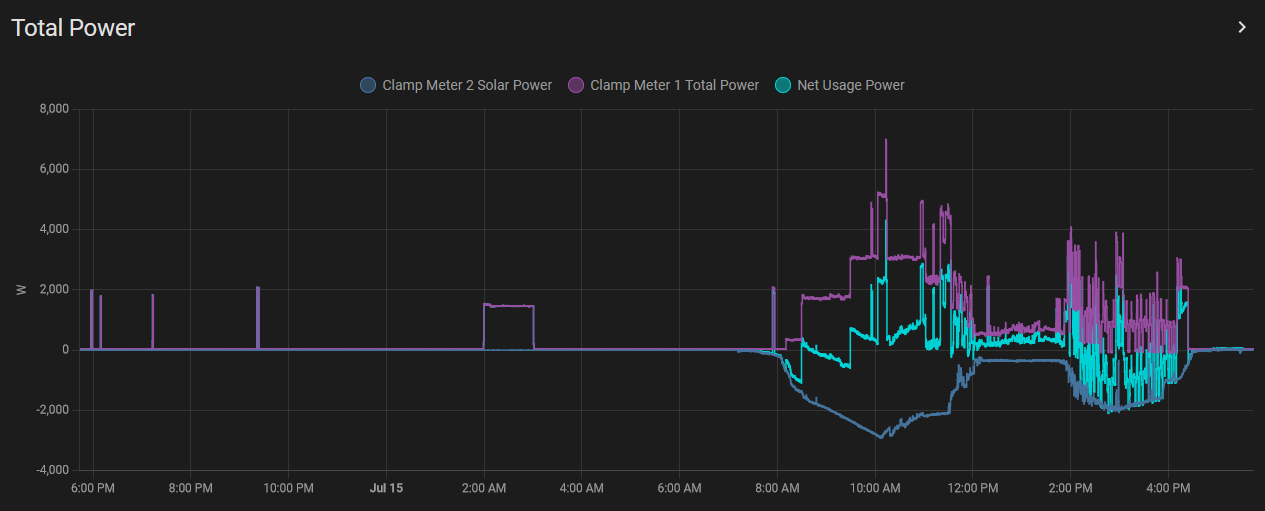 Total Power
Clamp Meter 2 Solar Power Clamp Meter 1 Total Power Net Usage Power
8,000
6,000
4,000
W
2,000
0
-2,000
-4,000
6:00 PM 8:00 PM 10:00 PM Jul 15 2:00 AM 4:00 AM 6:00 AM 8:00 AM 10:00 AM 12:00 PM 2:00 PM 4:00 PM